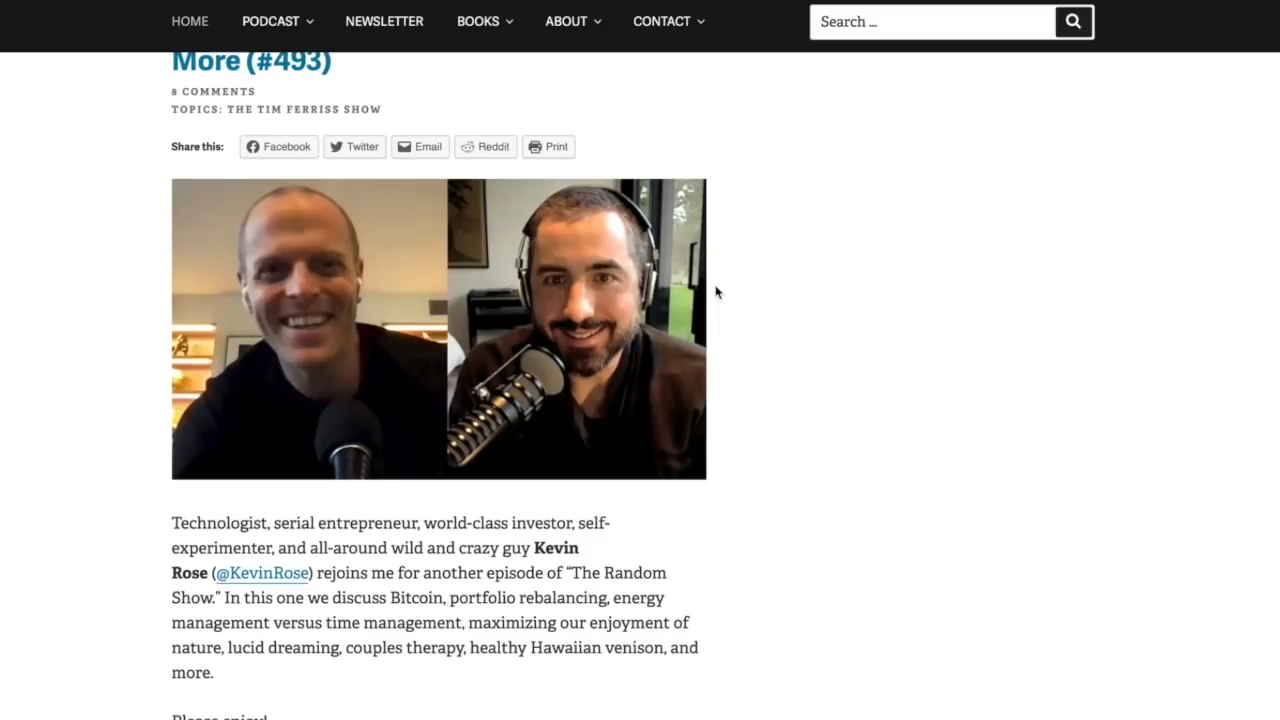 HOME PODCAST NEWSLETTER BOOKS ABOUT CONTACT Search ...
More (#493)
8 COMMENTS
TOPICS: THE TIM FERRISS SHOW
Share this: Facebook Twitter Email Reddit Print
Technologist, serial entrepreneur, world-class investor, self-
experimenter, and all-around wild and crazy guy Kevin
Rose (@KevinRose) rejoins me for another episode of “The Random
Show.” In this one we discuss Bitcoin, portfolio rebalancing, energy
management versus time management, maximizing our enjoyment of
nature, lucid dreaming, couples therapy, healthy Hawaiian venison, and
more.
Please enjoy!